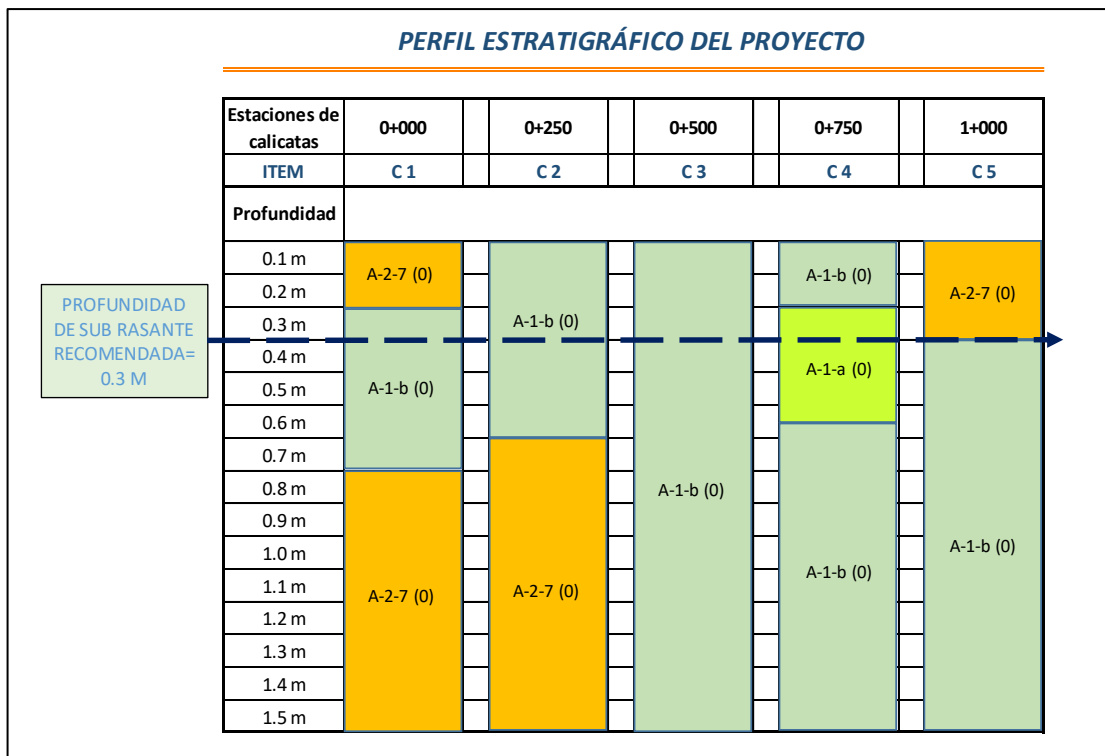 PERFIL ESTRATIGRÁFICO DEL PROYECTO
Estaciones de
calicatas
0+000
0+250
0+500
0+750
1+000
ITEM
C 1
C 2
C 3
C 4
C 5
Profundidad
0.1 m
0.2 m
0.3 m
0.4 m
0.5 m
0.6 m
0.7 m
0.8 m
0.9 m
1.0 m
1.1 m
1.2 m
1.3 m
1.4 m
1.5 m
PROFUNDIDAD
DE SUB RASANTE
RECOMENDADA=
0.3 M
A-2-7 (0)
A-1-b (0)
A-2-7 (0)
A-1-b (0)
A-2-7 (0)
A-1-b (0)
A-1-b (0)
A-1-a (0)
A-1-b (0)
A-2-7 (0)
A-1-b (0)